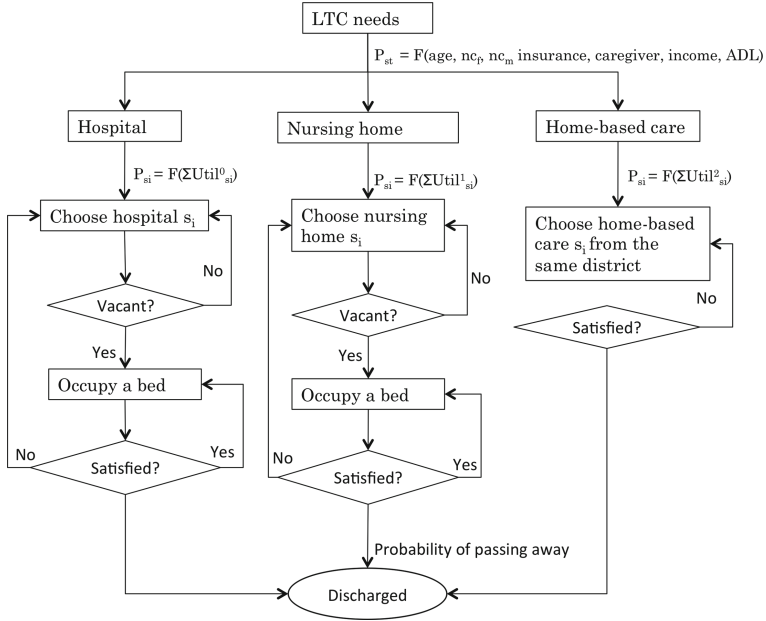 LTC needs
Pst = F(age, ncf, ncm insurance, caregiver, income, ADL)
Hospital
Nursing home
Home-based care
Psi = F(ΣUtil⁰si)
Psi = F(ΣUtil¹si)
Psi = F(ΣUtil²si)
Choose hospital si
Choose nursing
home si
Choose home-based
care si from the
same district
No
No
No
Vacant?
Vacant?
Satisfied?
Yes
Yes
Occupy a bed
Occupy a bed
No
Yes
No
Yes
Satisfied?
Satisfied?
Probability of passing away
Discharged